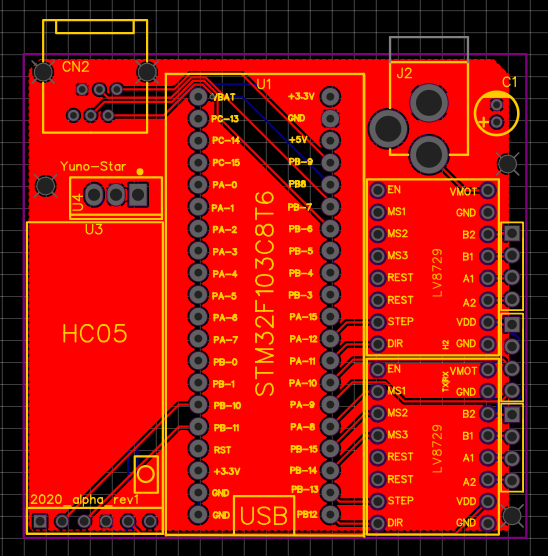 CN2
U1
J2
C1
+
VBAT
PC-13
PC-14
PC-15
PA-0
PA-1
PA-2
PA-3
PA-4
PA-5
PA-6
PA-7
PB-0
PB-1
PB-10
PB-11
RST
+3.3V
GND
GND
STM32F103C8T6
USB
+3.3V
GND
+5V
PB-9
PB8
PB-7
PB-6
PB-5
PB-4
PB-3
PA-15
PA-12
PA-11
PA-10
PA-9
PA-8
PB-15
PB-14
PB-13
PB12
Yuno-Star
U4
U3
HC05
2020_alpha_rev1
EN
MS1
MS2
MS3
REST
REST
STEP
DIR
LV8729
H2
VMOT
GND
B2
B1
A1
A2
VDD
GND
EN
MS1
MS2
MS3
REST
REST
STEP
DIR
LV8729
VMOT
GND
B2
B1
A1
A2
VDD
GND